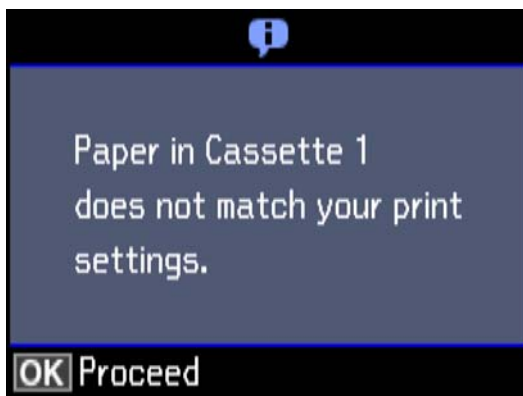 Paper in Cassette 1
does not match your print
settings.
OK Proceed